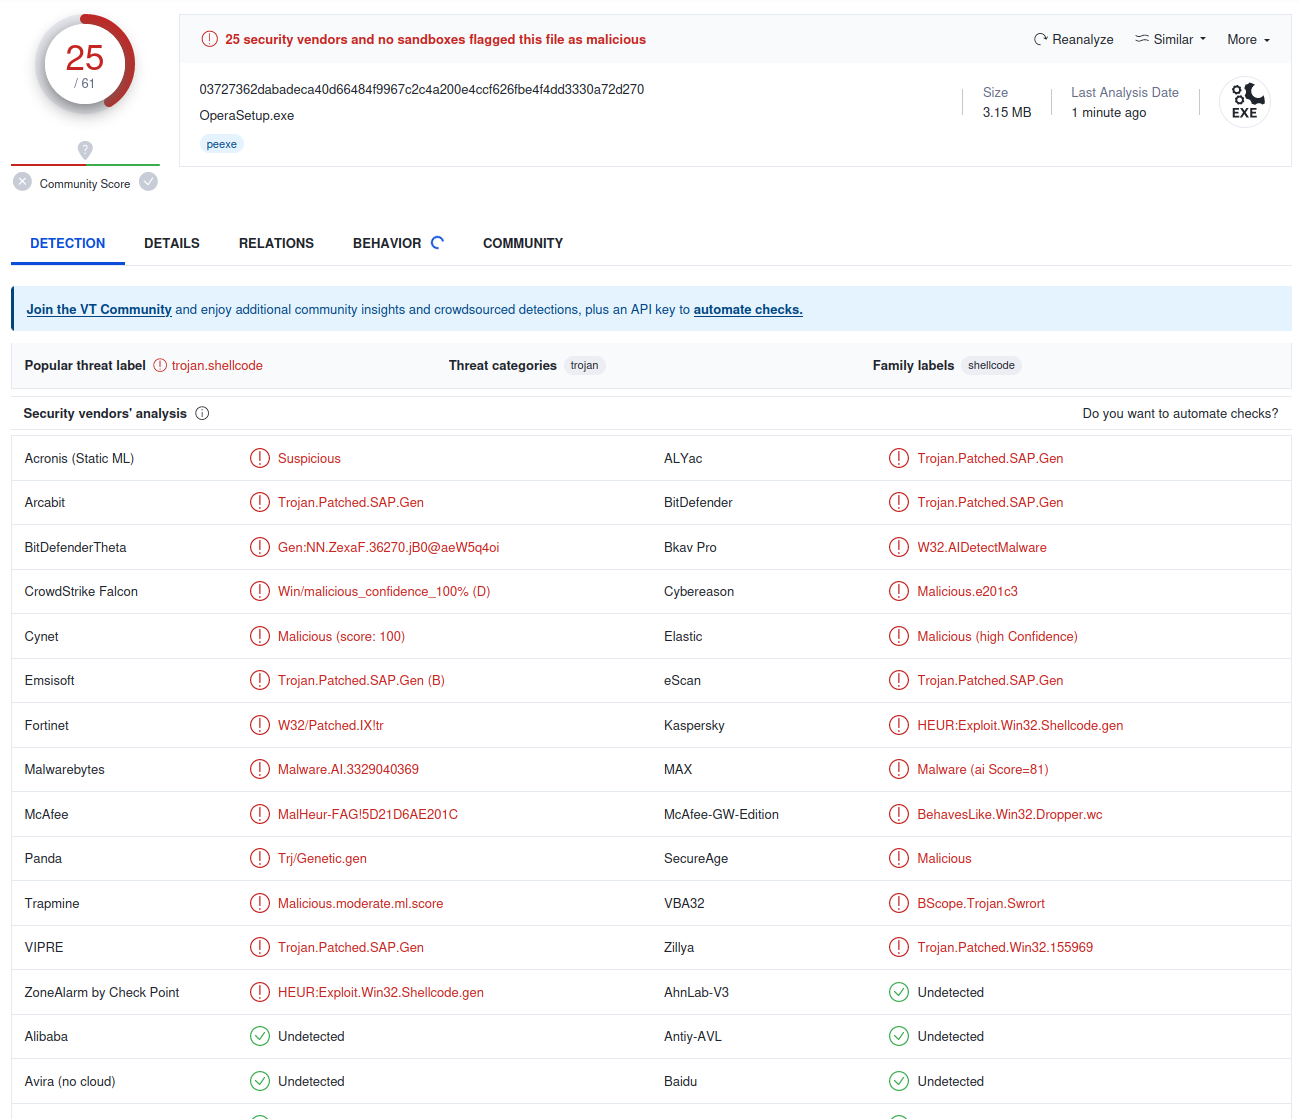 25
/ 61
?
Community Score
25 security vendors and no sandboxes flagged this file as malicious
Reanalyze
Similar
More
03727362dabadeca40d66484f9967c2c4a200e4ccf626fbe4f4dd3330a72d270
OperaSetup.exe
peexe
Size
3.15 MB
Last Analysis Date
1 minute ago
EXE
DETECTION DETAILS RELATIONS BEHAVIOR COMMUNITY
Join the VT Community and enjoy additional community insights and crowdsourced detections, plus an API key to automate checks.
Popular threat label trojan.shellcode Threat categories trojan Family labels shellcode
Security vendors' analysis Do you want to automate checks?
Acronis (Static ML) Suspicious ALYac Trojan.Patched.SAP.Gen
Arcabit Trojan.Patched.SAP.Gen BitDefender Trojan.Patched.SAP.Gen
BitDefenderTheta Gen:NN.ZexaF.36270.jB0@aeW5q4oi Bkav Pro W32.AIDetectMalware
CrowdStrike Falcon Win/malicious_confidence_100% (D) Cybereason Malicious.e201c3
Cynet Malicious (score: 100) Elastic Malicious (high Confidence)
Emsisoft Trojan.Patched.SAP.Gen (B) eScan Trojan.Patched.SAP.Gen
Fortinet W32/Patched.IX!tr Kaspersky HEUR:Exploit.Win32.Shellcode.gen
Malwarebytes Malware.AI.3329040369 MAX Malware (ai Score=81)
McAfee MalHeur-FAG!5D21D6AE201C McAfee-GW-Edition BehavesLike.Win32.Dropper.wc
Panda Trj/Genetic.gen SecureAge Malicious
Trapmine Malicious.moderate.ml.score VBA32 BScope.Trojan.Swrort
VIPRE Trojan.Patched.SAP.Gen Zillya Trojan.Patched.Win32.155969
ZoneAlarm by Check Point HEUR:Exploit.Win32.Shellcode.gen AhnLab-V3 Undetected
Alibaba Undetected Antiy-AVL Undetected
Avira (no cloud) Undetected Baidu Undetected